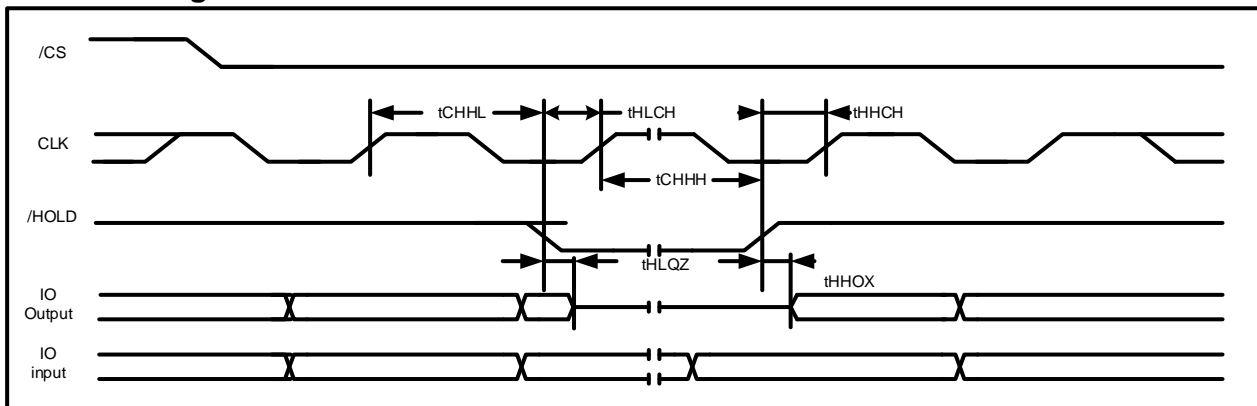 /CS
tCHHL
tHLCH
tHHCH
CLK
tCHHH
/HOLD
tHLQZ
tHHOX
IO
Output
IO
input